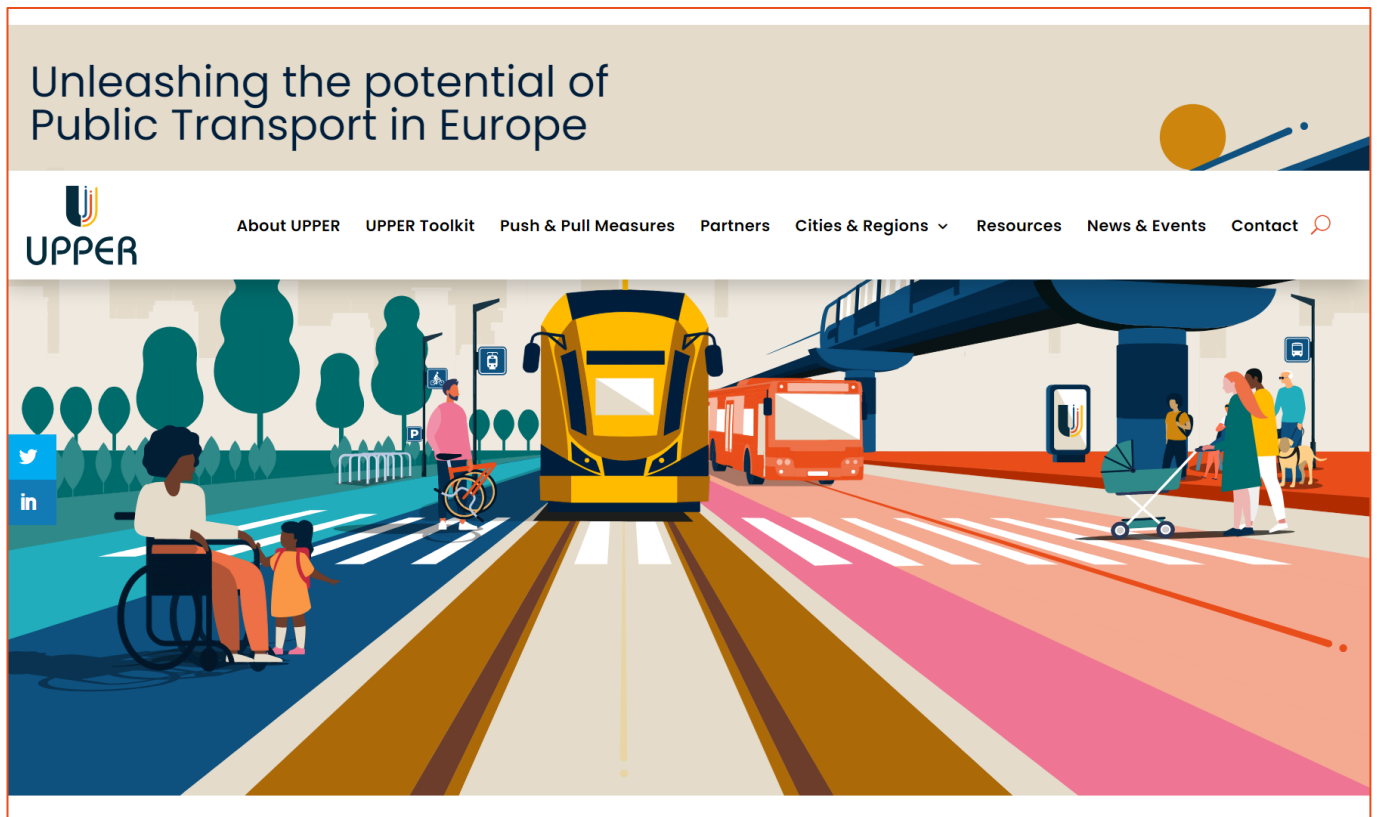 Unleashing the potential of
Public Transport in Europe
UPPER
About UPPER UPPER Toolkit Push & Pull Measures Partners Cities & Regions Resources News & Events Contact
P
in